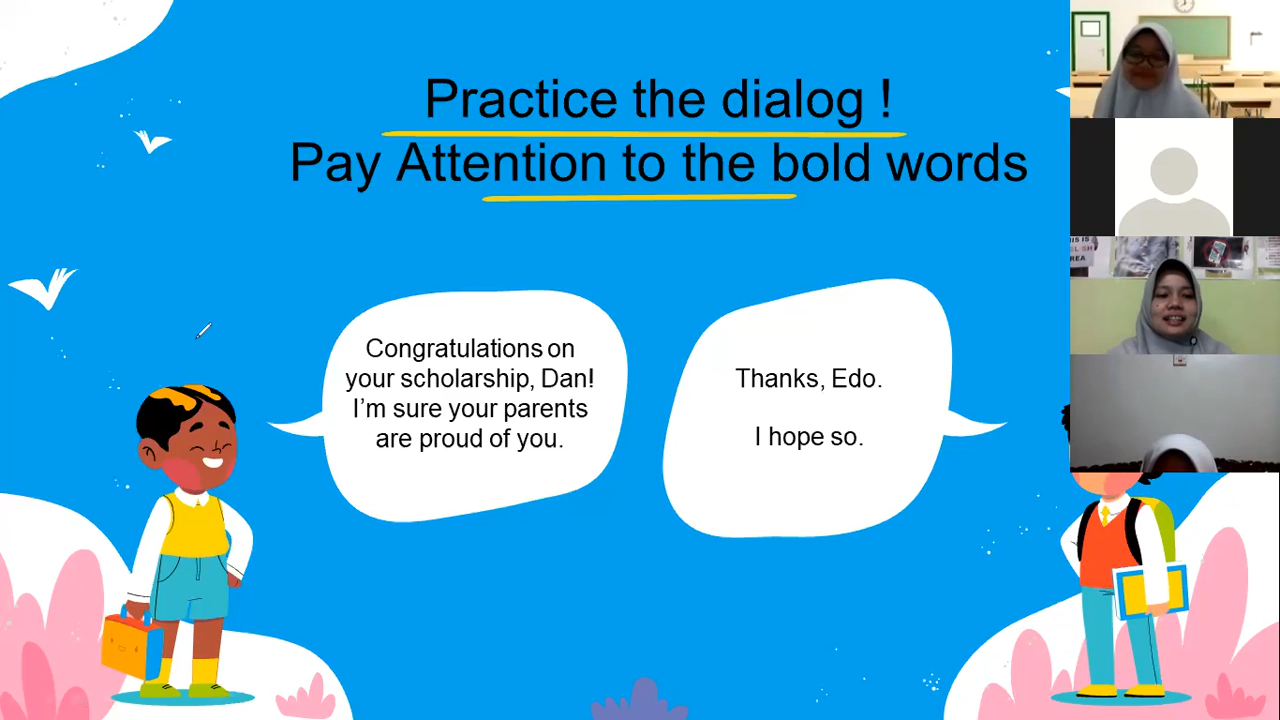 Practice the dialog !
Pay Attention to the bold words
Congratulations on
your scholarship, Dan!
I'm sure your parents
are proud of you.
Thanks, Edo.
I hope so.